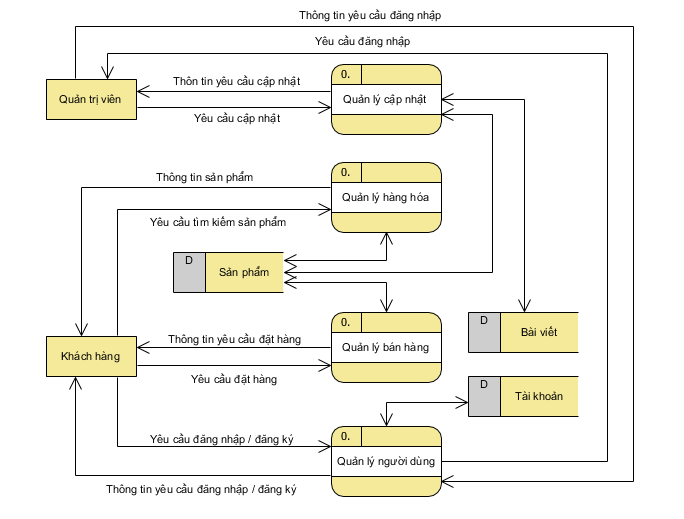 Thông tin yêu cầu đăng nhập
Yêu cầu đăng nhập
0.
Thôn tin yêu cầu cập nhật
Quản trị viên
Quản lý cập nhật
Yêu cầu cập nhật
0.
Thông tin sản phẩm
Quản lý hàng hóa
Yêu cầu tìm kiếm sản phẩm
D
Sản phẩm
0.
D
Thông tin yêu cầu đặt hàng
Bài viết
Khách hàng
Quản lý bán hàng
Yêu cầu đặt hàng
D
Tài khoản
0.
Yêu cầu đăng nhập / đăng ký
Quản lý người dùng
Thông tin yêu cầu đăng nhập / đăng ký